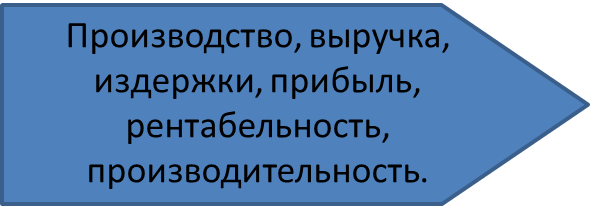 Производство, выручка,
издержки, прибыль,
рентабельность,
производительность.